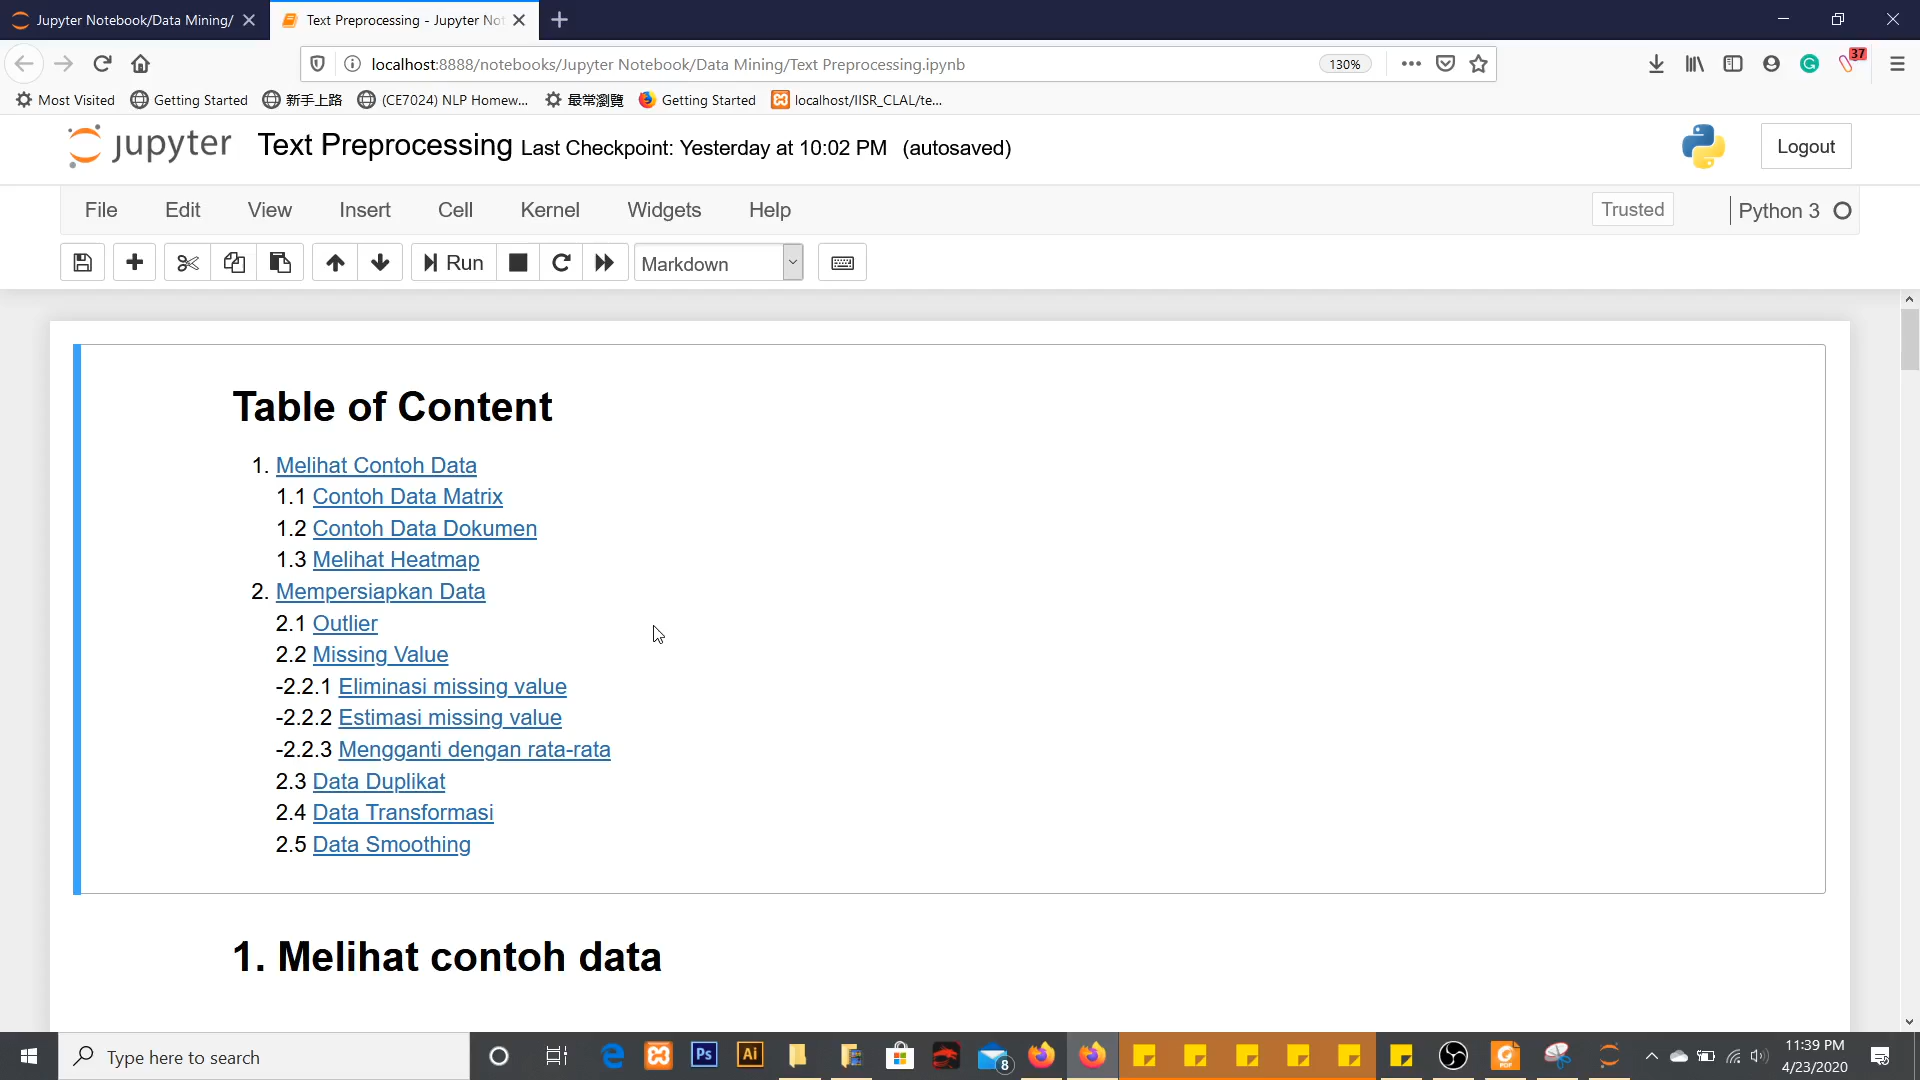 Jupyter Notebook/Data Mining/
Text Preprocessing - Jupyter Not
localhost:8888/notebooks/Jupyter Notebook/Data Mining/Text Preprocessing.ipynb
130%
37
Most Visited
Getting Started
新手上路
(CE7024) NLP Homew...
最常瀏覽
Getting Started
localhost/IISR_CLAL/te...
jupyter
Text Preprocessing Last Checkpoint: Yesterday at 10:02 PM (autosaved)
Logout
File Edit View Insert Cell Kernel Widgets Help
Trusted
Python 3
Run
Markdown
Table of Content
1. Melihat Contoh Data
1.1 Contoh Data Matrix
1.2 Contoh Data Dokumen
1.3 Melihat Heatmap
2. Mempersiapkan Data
2.1 Outlier
2.2 Missing Value
-2.2.1 Eliminasi missing value
-2.2.2 Estimasi missing value
-2.2.3 Mengganti dengan rata-rata
2.3 Data Duplikat
2.4 Data Transformasi
2.5 Data Smoothing
1. Melihat contoh data
Type here to search
Ps
Ai
8
11:39 PM
4/23/2020